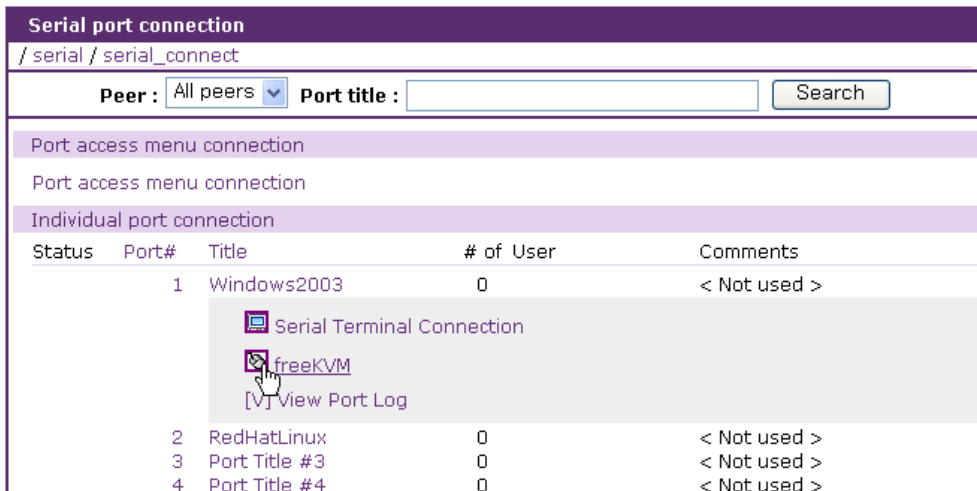 Serial port connection
/ serial / serial_connect
Peer : All peers Port title : Search
Port access menu connection
Port access menu connection
Individual port connection
Status Port# Title # of User Comments
1 Windows2003 0 < Not used >
Serial Terminal Connection
freeKVM
[V] View Port Log
2 RedHatLinux 0 < Not used >
3 Port Title #3 0 < Not used >
4 Port Title #4 0 < Not used >